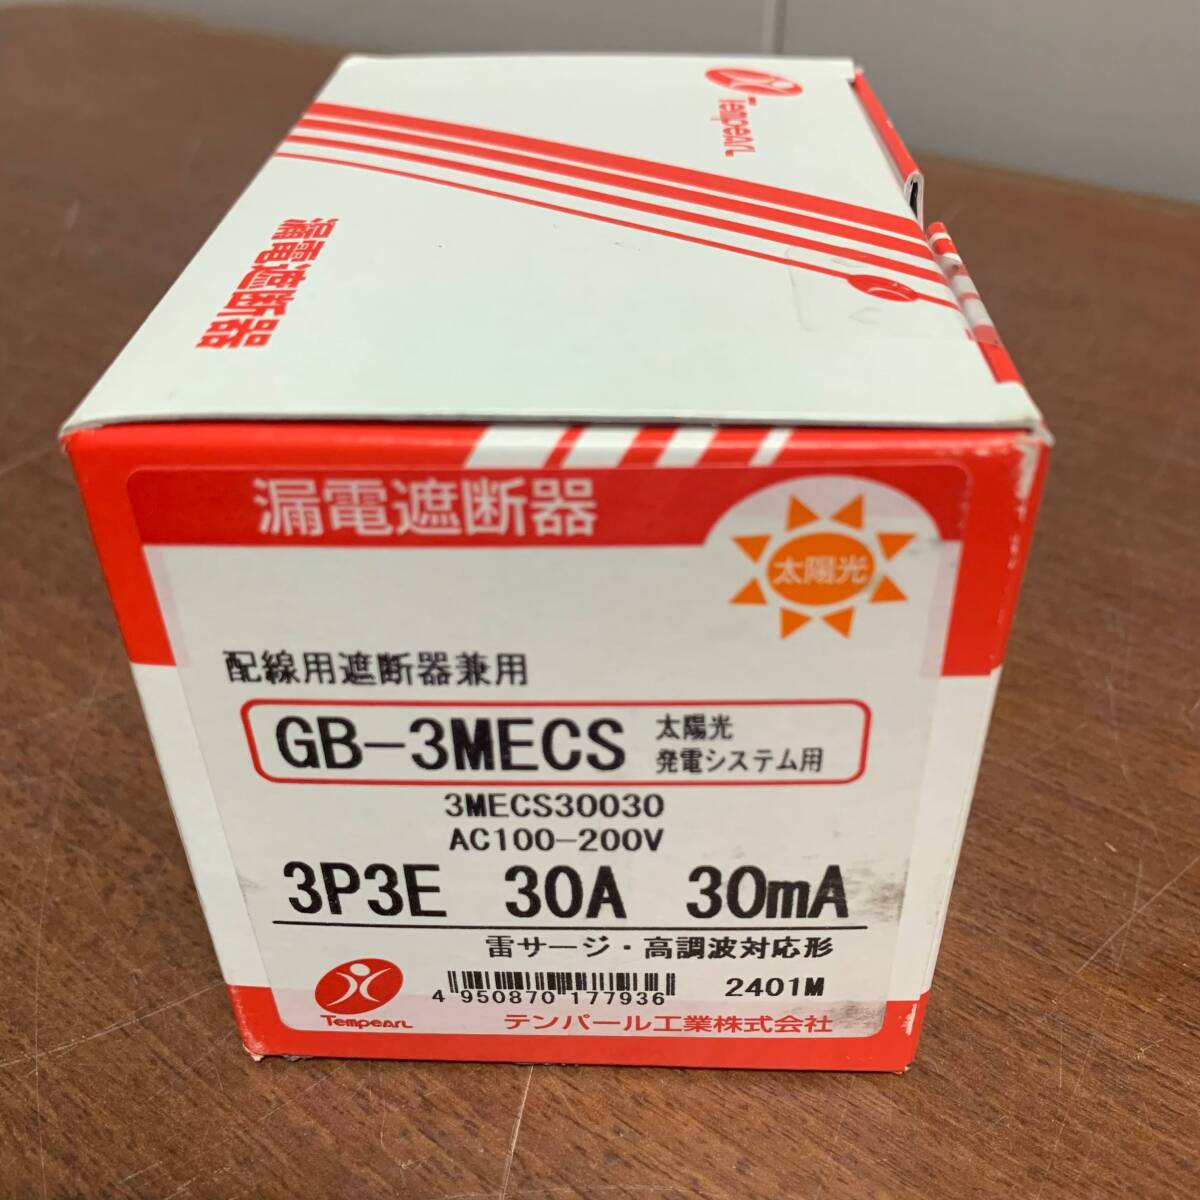 Tempearl
漏電遮断器
漏電遮断器
太陽光
配線用遮断器兼用
GB-3MECS 太陽光
発電システム用
3MECS30030
AC100-200V
3P3E 30A 30mA
雷サージ・高調波対応形
4 950870 177936 2401M
Tempearl テンパール工業株式会社